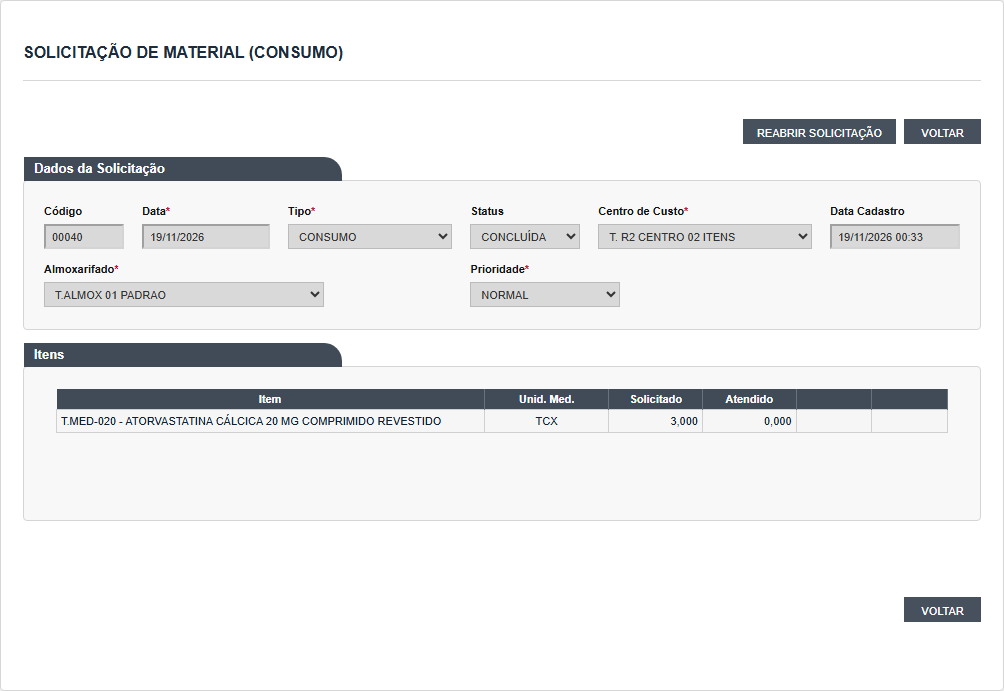 SOLICITAÇÃO DE MATERIAL (CONSUMO)
REABRIR SOLICITAÇÃO VOLTAR
Dados da Solicitação
Código Data* Tipo* Status Centro de Custo* Data Cadastro
00040 19/11/2026 CONSUMO CONCLUÍDA T. R2 CENTRO 02 ITENS 19/11/2026 00:33
Almoxarifado* Prioridade*
T.ALMOX 01 PADRAO NORMAL
Itens
Item Unid. Med. Solicitado Atendido
T.MED-020 - ATORVASTATINA CÁLCICA 20 MG COMPRIMIDO REVESTIDO TCX 3,000 0,000
VOLTAR